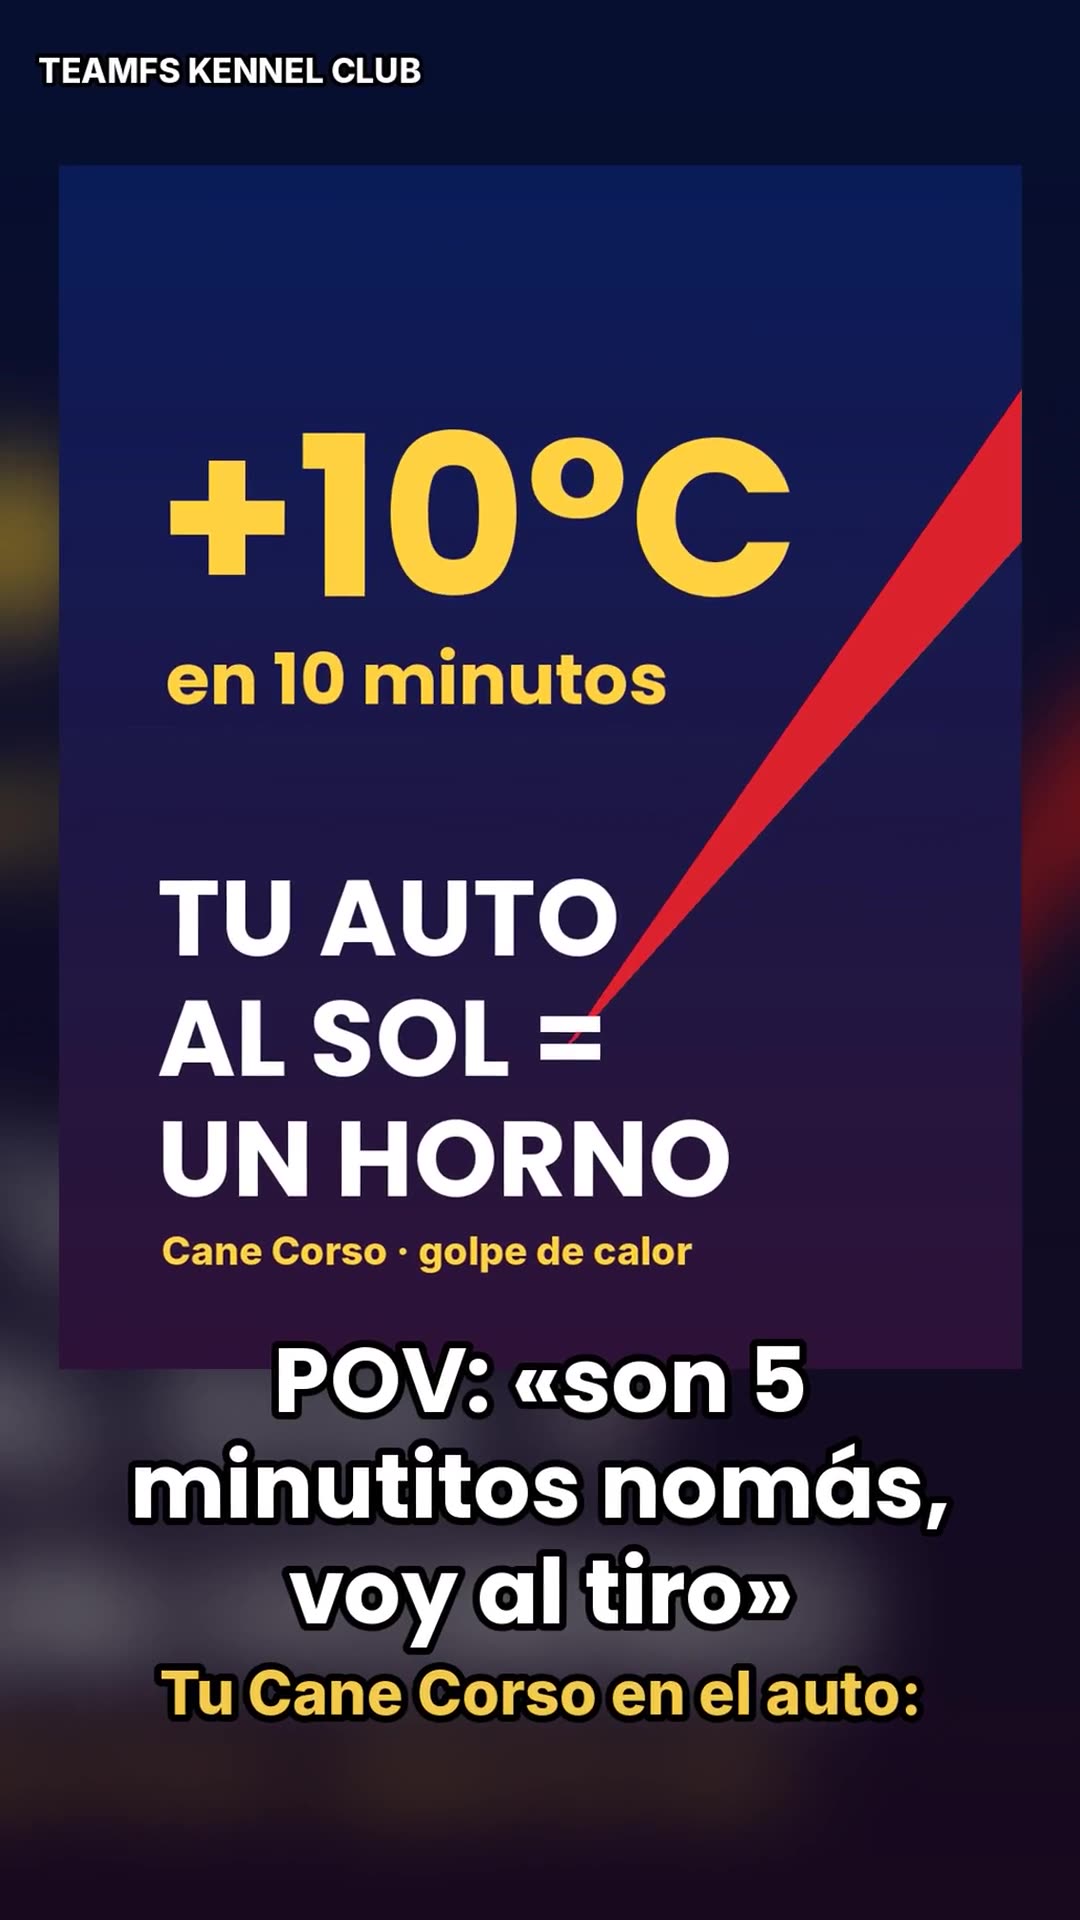 TEAMFS KENNEL CLUB
+10°C
en 10 minutos
TU AUTO
AL SOL =
UN HORNO
Cane Corso · golpe de calor
POV: «son 5
minutitos nomás,
voy al tiro»
Tu Cane Corso en el auto: